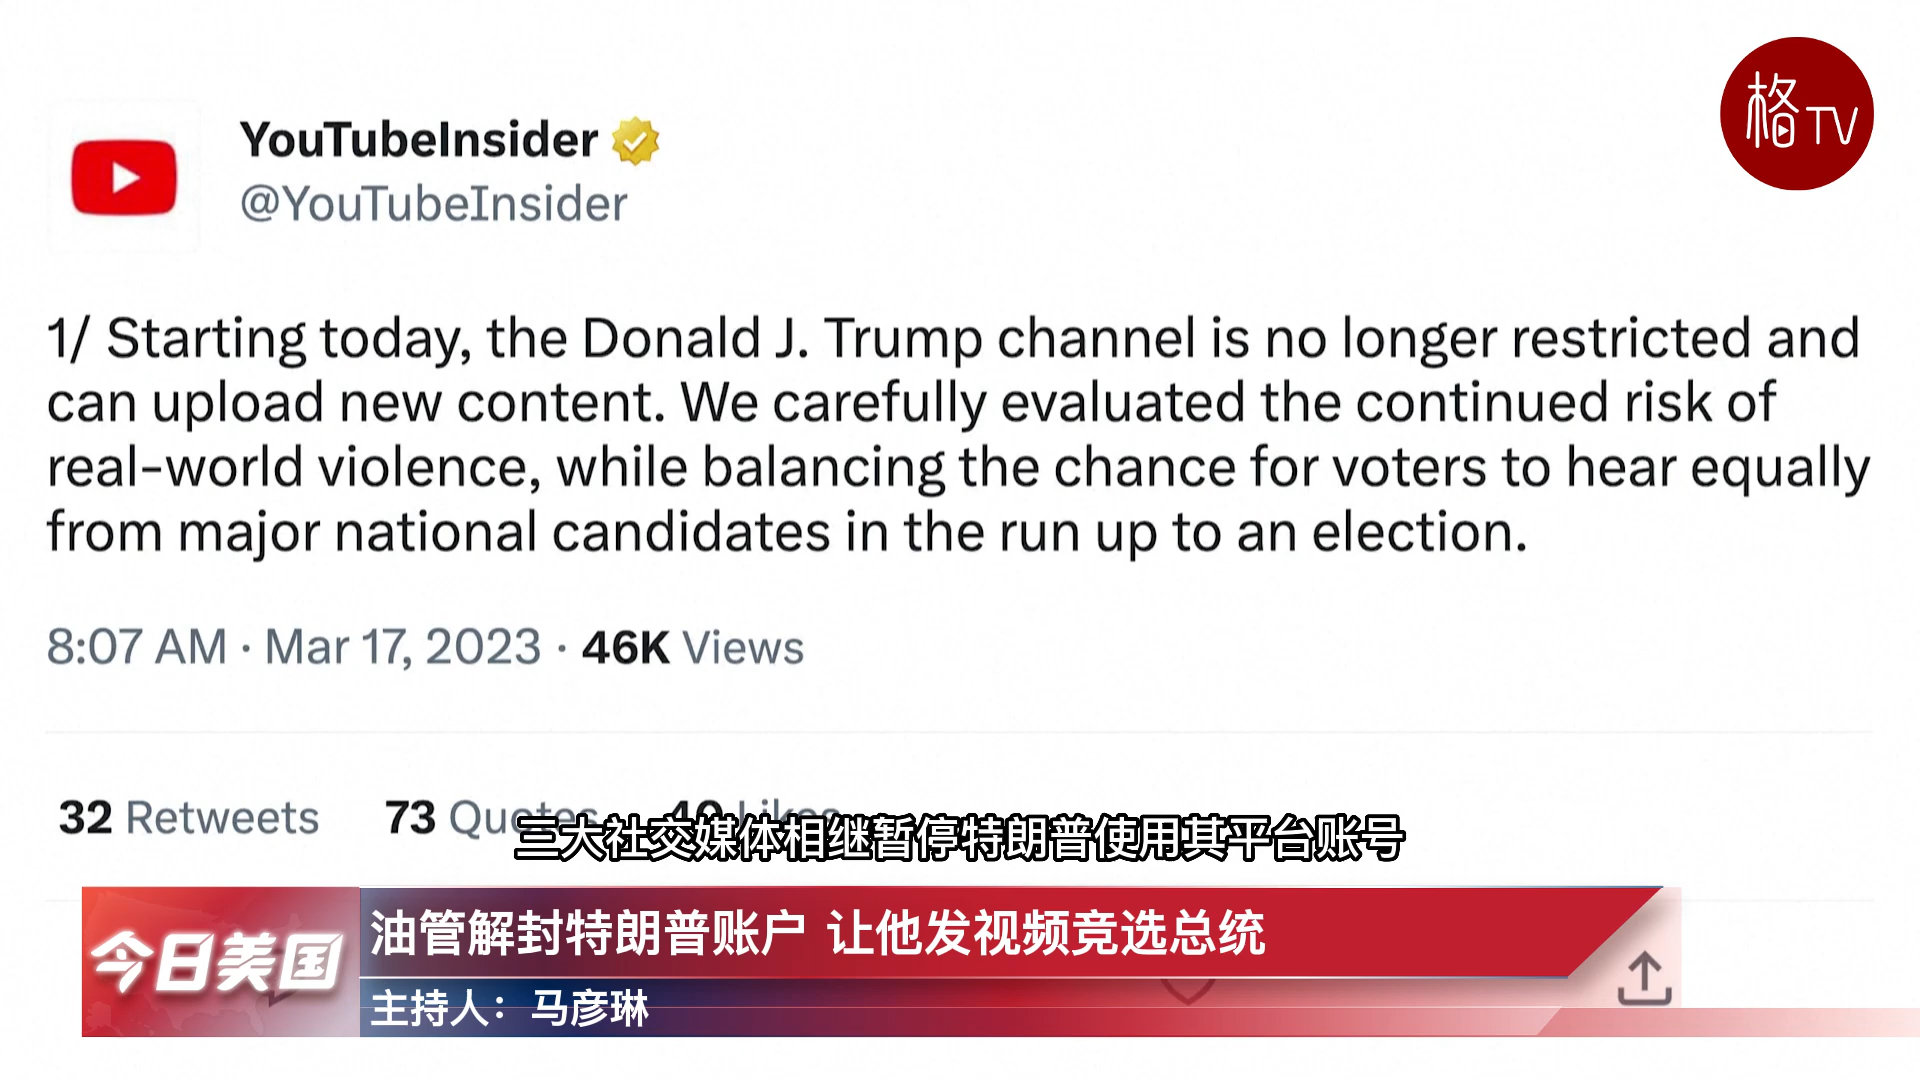 格TV
YouTubeInsider
@YouTubeInsider
1/ Starting today, the Donald J. Trump channel is no longer restricted and
can upload new content. We carefully evaluated the continued risk of
real-world violence, while balancing the chance for voters to hear equally
from major national candidates in the run up to an election.
8:07 AM · Mar 17, 2023 · 46K Views
32 Retweets 73 Quotes 40 Likes
三大社交媒体相继暂停特朗普使用其平台账号
今日美国
油管解封特朗普账户 让他发视频竞选总统
主持人：马彦琳